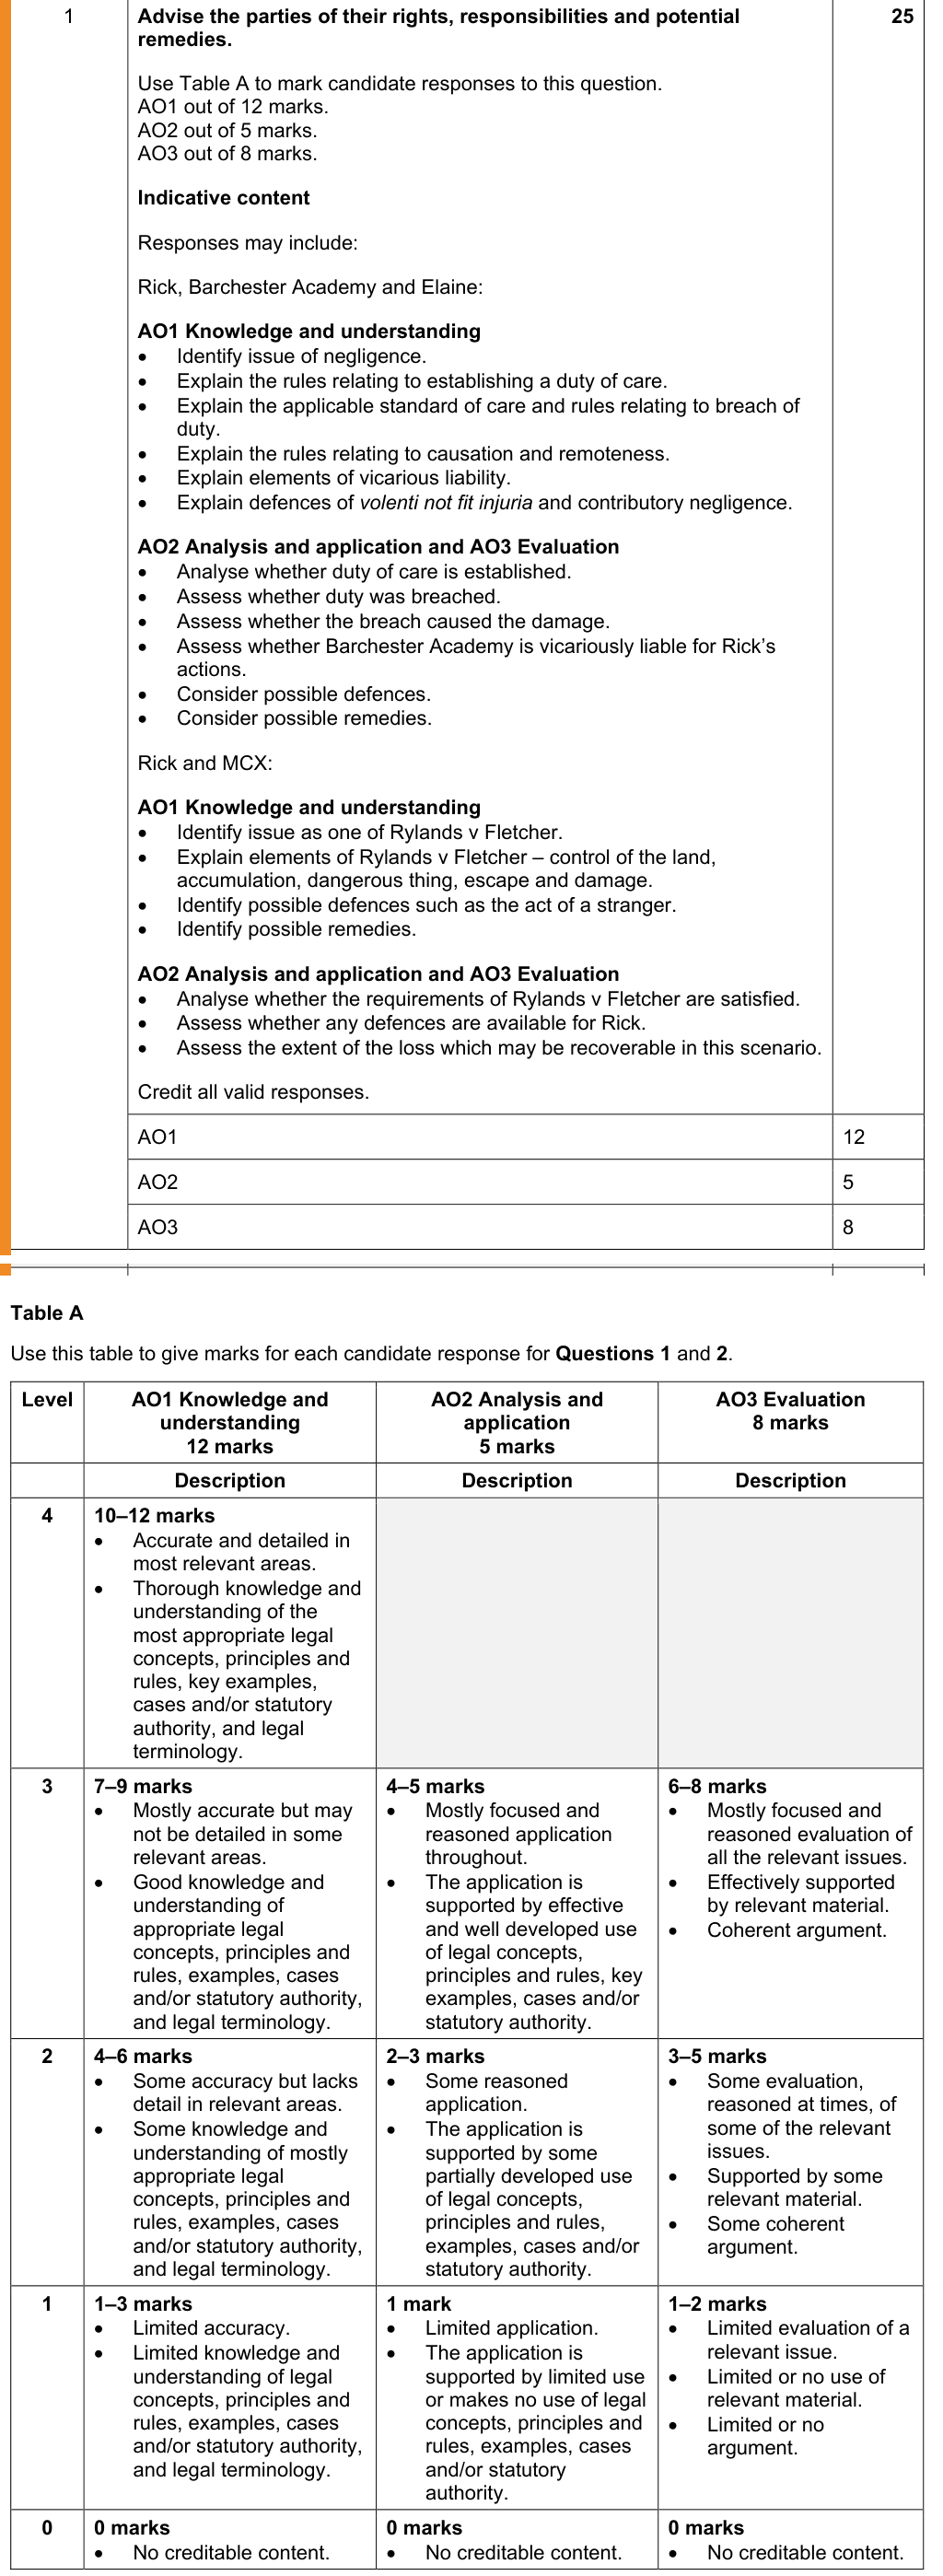 1 Advise the parties of their rights, responsibilities and potential 25
remedies.
Use Table A to mark candidate responses to this question.
AO1 out of 12 marks.
AO2 out of 5 marks.
AO3 out of 8 marks.
Indicative content
Responses may include:
Rick, Barchester Academy and Elaine:
AO1 Knowledge and understanding
• Identify issue of negligence.
• Explain the rules relating to establishing a duty of care.
• Explain the applicable standard of care and rules relating to breach of
duty.
• Explain the rules relating to causation and remoteness.
• Explain elements of vicarious liability.
• Explain defences of volenti not fit injuria and contributory negligence.
AO2 Analysis and application and AO3 Evaluation
• Analyse whether duty of care is established.
• Assess whether duty was breached.
• Assess whether the breach caused the damage.
• Assess whether Barchester Academy is vicariously liable for Rick's
actions.
• Consider possible defences.
• Consider possible remedies.
Rick and MCX:
AO1 Knowledge and understanding
• Identify issue as one of Rylands v Fletcher.
• Explain elements of Rylands v Fletcher – control of the land,
accumulation, dangerous thing, escape and damage.
• Identify possible defences such as the act of a stranger.
• Identify possible remedies.
AO2 Analysis and application and AO3 Evaluation
• Analyse whether the requirements of Rylands v Fletcher are satisfied.
• Assess whether any defences are available for Rick.
• Assess the extent of the loss which may be recoverable in this scenario.
Credit all valid responses.
AO1 12
AO2 5
AO3 8
Table A
Use this table to give marks for each candidate response for Questions 1 and 2.
Level
AO1 Knowledge and
understanding
12 marks
AO2 Analysis and
application
5 marks
AO3 Evaluation
8 marks
Description
Description
Description
4
10–12 marks
• Accurate and detailed in
most relevant areas.
• Thorough knowledge and
understanding of the
most appropriate legal
concepts, principles and
rules, key examples,
cases and/or statutory
authority, and legal
terminology.
3
7–9 marks
• Mostly accurate but may
not be detailed in some
relevant areas.
• Good knowledge and
understanding of
appropriate legal
concepts, principles and
rules, examples, cases
and/or statutory authority,
and legal terminology.
4–5 marks
• Mostly focused and
reasoned application
throughout.
• The application is
supported by effective
and well developed use
of legal concepts,
principles and rules, key
examples, cases and/or
statutory authority.
6–8 marks
• Mostly focused and
reasoned evaluation of
all the relevant issues.
• Effectively supported
by relevant material.
• Coherent argument.
2
4–6 marks
• Some accuracy but lacks
detail in relevant areas.
• Some knowledge and
understanding of mostly
appropriate legal
concepts, principles and
rules, examples, cases
and/or statutory authority,
and legal terminology.
2–3 marks
• Some reasoned
application.
• The application is
supported by some
partially developed use
of legal concepts,
principles and rules,
examples, cases and/or
statutory authority.
3–5 marks
• Some evaluation,
reasoned at times, of
some of the relevant
issues.
• Supported by some
relevant material.
• Some coherent
argument.
1
1–3 marks
• Limited accuracy.
• Limited knowledge and
understanding of legal
concepts, principles and
rules, examples, cases
and/or statutory authority,
and legal terminology.
1 mark
• Limited application.
• The application is
supported by limited use
or makes no use of legal
concepts, principles and
rules, examples, cases
and/or statutory
authority.
1–2 marks
• Limited evaluation of a
relevant issue.
• Limited or no use of
relevant material.
• Limited or no
argument.
0
0 marks
• No creditable content.
0 marks
• No creditable content.
0 marks
• No creditable content.